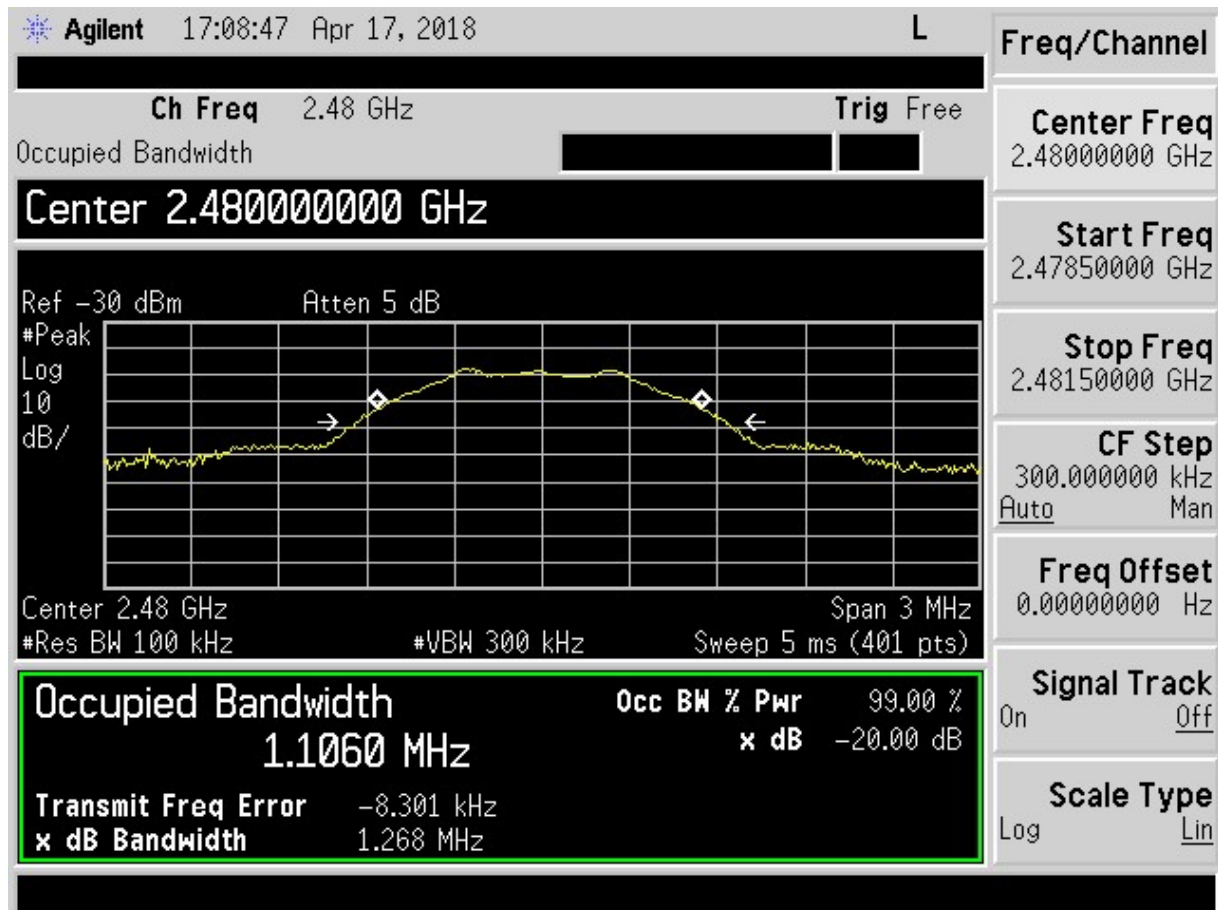 Agilent 17:08:47 Apr 17, 2018 L
Ch Freq 2.48 GHz Trig Free
Occupied Bandwidth
Center 2.480000000 GHz
Ref -30 dBm Atten 5 dB
#Peak
Log
10
dB/
Center 2.48 GHz Span 3 MHz
#Res BW 100 kHz #VBW 300 kHz Sweep 5 ms (401 pts)
Occupied Bandwidth Occ BW % Pwr 99.00 %
1.1060 MHz x dB -20.00 dB
Transmit Freq Error -8.301 kHz
x dB Bandwidth 1.268 MHz
Freq/Channel
Center Freq
2.48000000 GHz
Start Freq
2.47850000 GHz
Stop Freq
2.48150000 GHz
CF Step
300.000000 kHz
Auto Man
Freq Offset
0.00000000 Hz
Signal Track
On Off
Scale Type
Log Lin